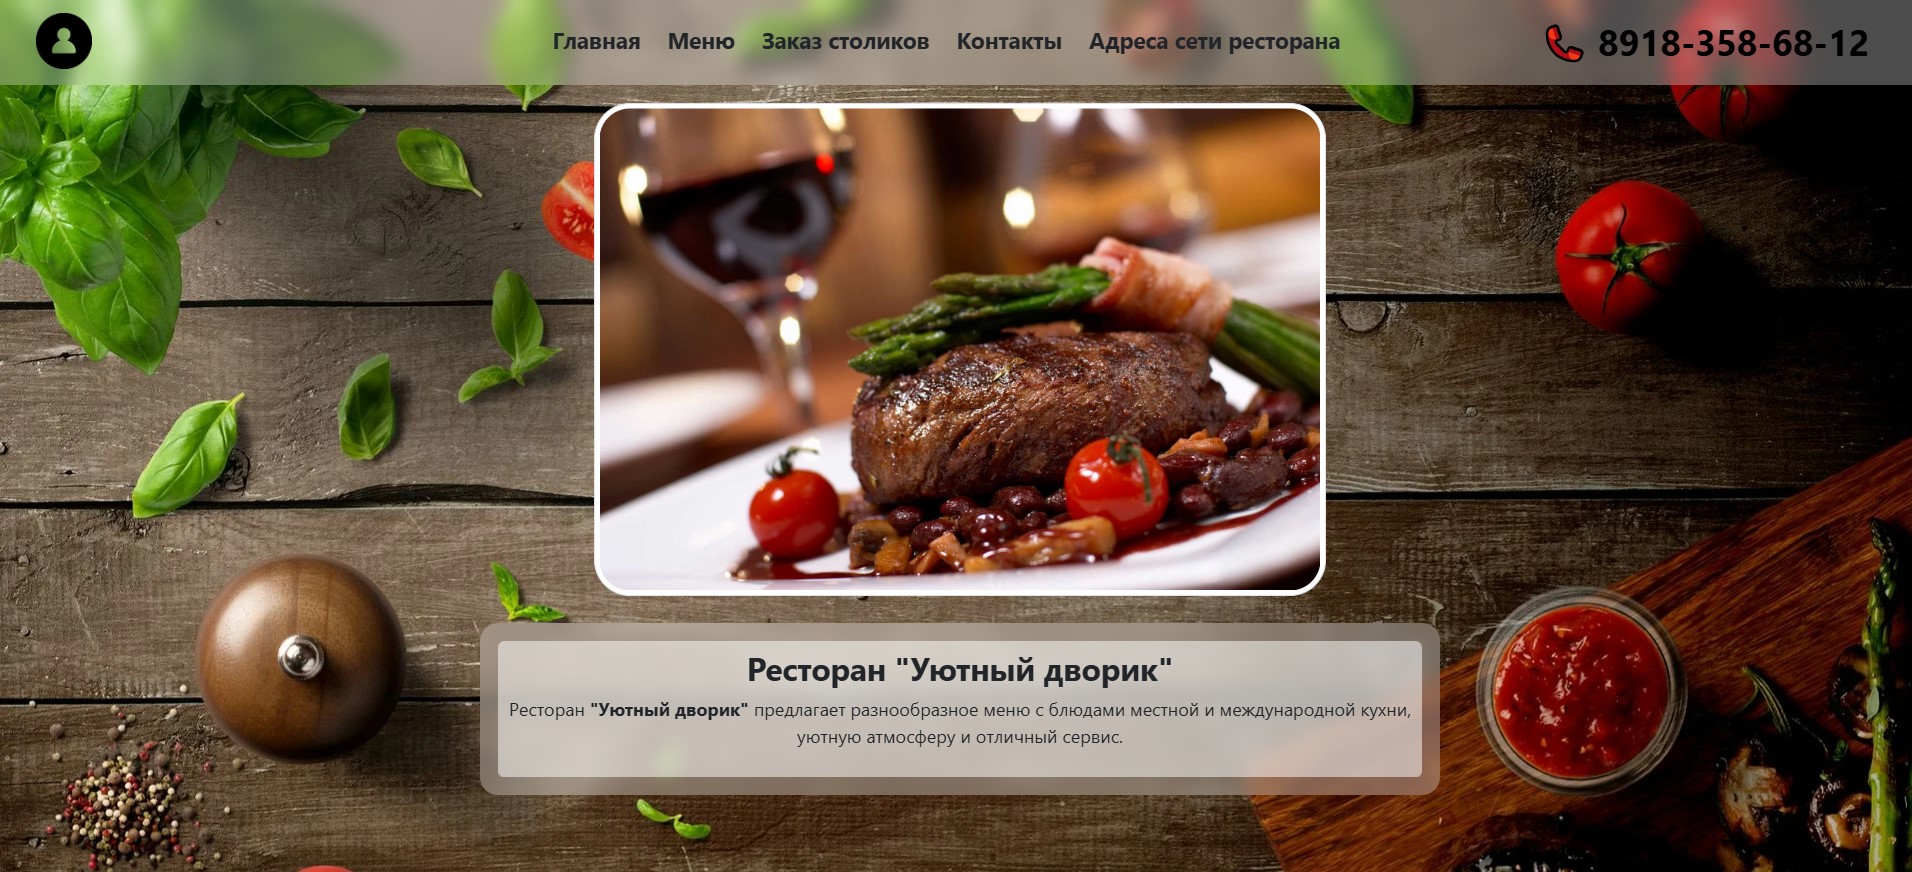 Главная Меню Заказ столиков Контакты Адреса сети ресторана 8918-358-68-12
Ресторан "Уютный дворик"
Ресторан "Уютный дворик" предлагает разнообразное меню с блюдами местной и международной кухни,
уютную атмосферу и отличный сервис.